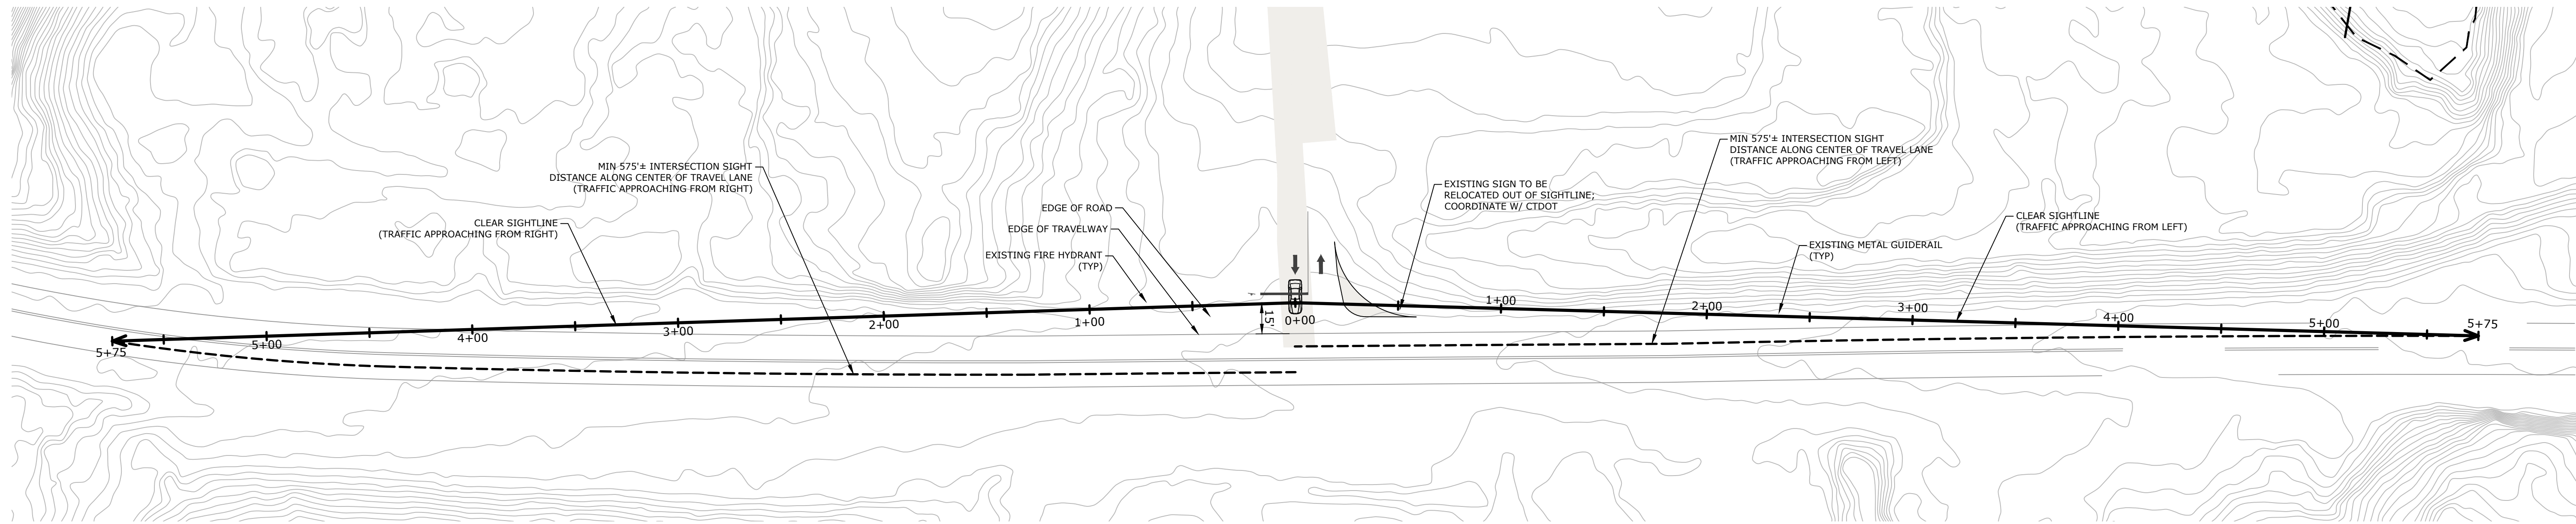 MIN 575'± INTERSECTION SIGHT
DISTANCE ALONG CENTER OF TRAVEL LANE
(TRAFFIC APPROACHING FROM RIGHT)
CLEAR SIGHTLINE
(TRAFFIC APPROACHING FROM RIGHT)
EDGE OF ROAD
EDGE OF TRAVELWAY
EXISTING FIRE HYDRANT
(TYP)
EXISTING SIGN TO BE
RELOCATED OUT OF SIGHTLINE;
COORDINATE W/ CTDOT
MIN 575'± INTERSECTION SIGHT
DISTANCE ALONG CENTER OF TRAVEL LANE
(TRAFFIC APPROACHING FROM LEFT)
EXISTING METAL GUIDERAIL
(TYP)
CLEAR SIGHTLINE
(TRAFFIC APPROACHING FROM LEFT)
5+75
5+00
4+00
3+00
2+00
1+00
15'
0+00
1+00
2+00
3+00
4+00
5+00
5+75